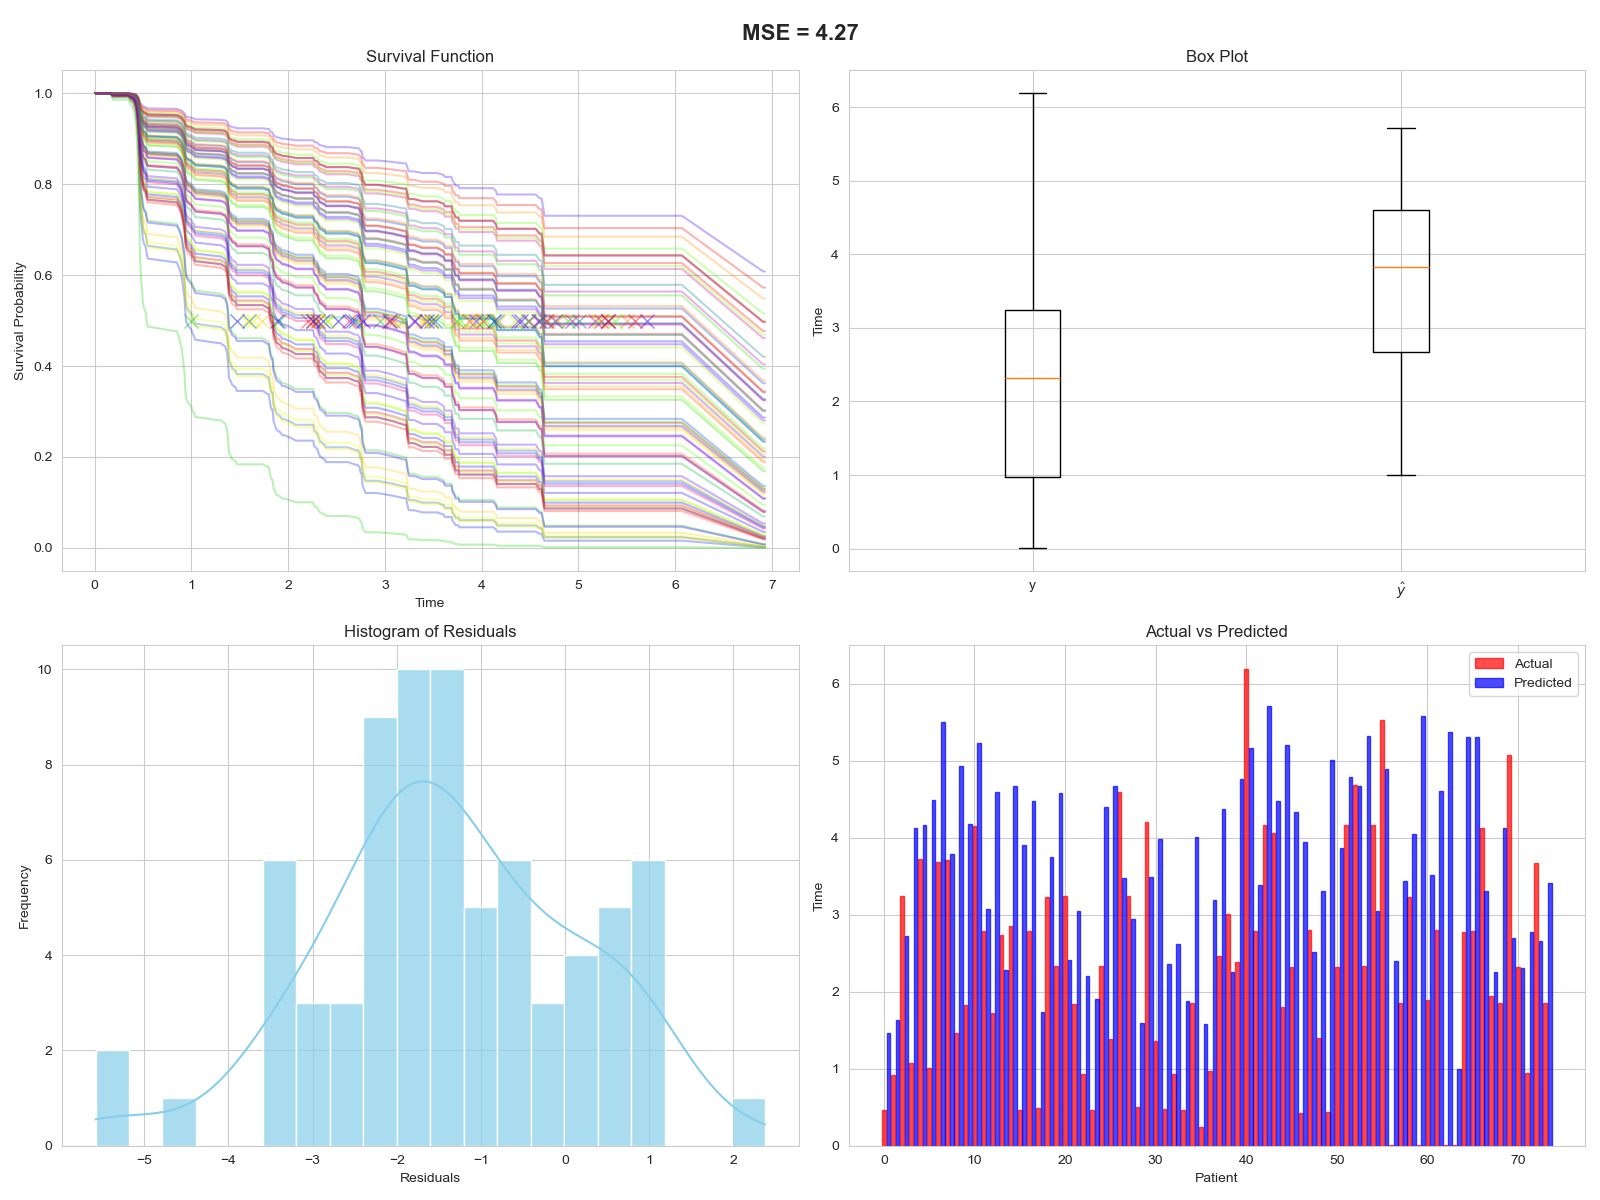 MSE = 4.27
Survival Function
1.0
0.8
0.6
0.4
0.2
0.0
Survival Probability
0 1 2 3 4 5 6 7
Time
Box Plot
6
5
4
3
2
1
0
Time
y ŷ
Histogram of Residuals
10
8
6
4
2
0
Frequency
−5 −4 −3 −2 −1 0 1 2
Residuals
Actual vs Predicted
Actual
Predicted
6
5
4
3
2
1
0
Time
0 10 20 30 40 50 60 70
Patient